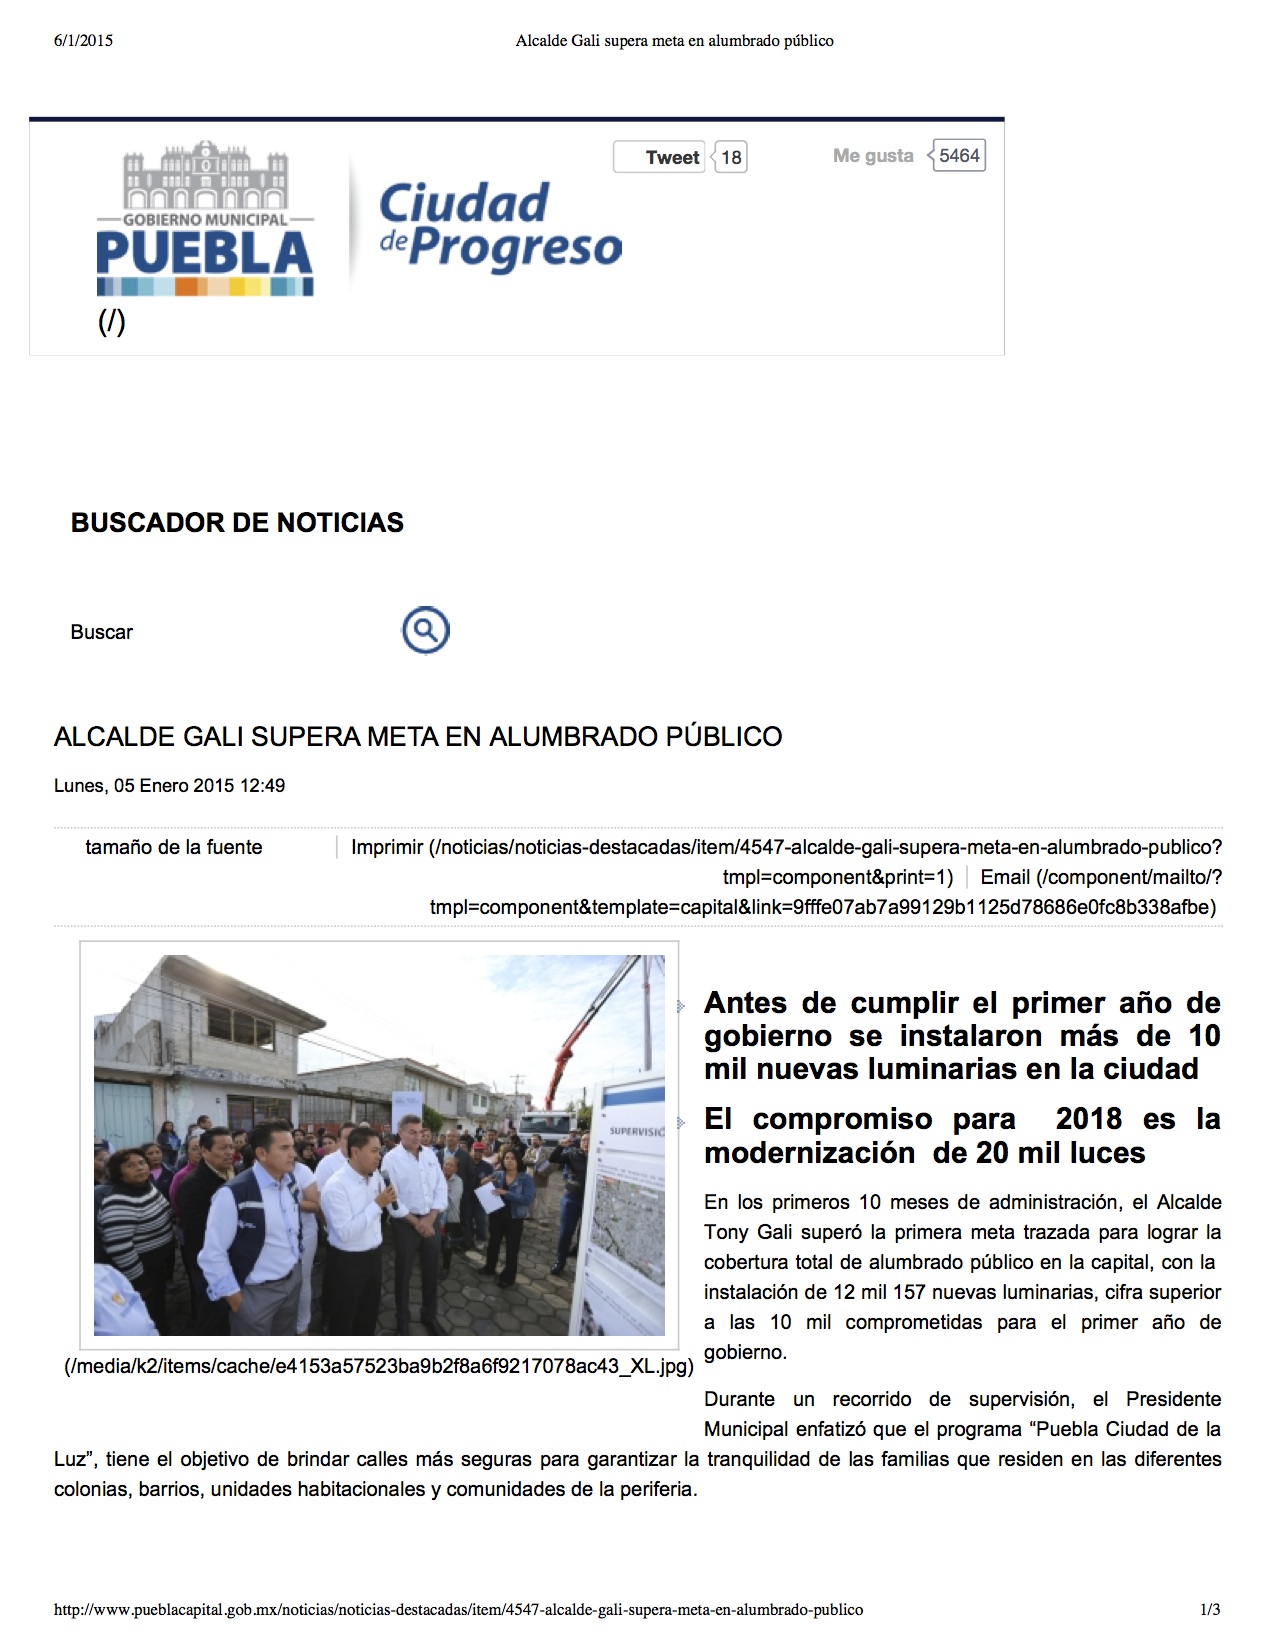 6/1/2015
Alcalde Gali supera meta en alumbrado público
Tweet
18
Me gusta
5464
GOBIERNO MUNICIPAL
PUEBLA
Ciudad
de Progreso
(/)
BUSCADOR DE NOTICIAS
Buscar
ALCALDE GALI SUPERA META EN ALUMBRADO PÚBLICO
Lunes, 05 Enero 2015 12:49
tamaño de la fuente
Imprimir (/noticias/noticias-destacadas/item/4547-alcalde-gali-supera-meta-en-alumbrado-publico?
tmpl=component&print=1)
Email (/component/mailto/?
tmpl=component&template=capital&link=9fffe07ab7a99129b1125d78686e0fc8b338afbe)
SUPERVISIÓ
(/media/k2/items/cache/e4153a57523ba9b2f8a6f9217078ac43_XL.jpg)
Antes de cumplir el primer año de
gobierno se instalaron más de 10
mil nuevas luminarias en la ciudad
El compromiso para 2018 es la
modernización de 20 mil luces
En los primeros 10 meses de administración, el Alcalde
Tony Gali superó la primera meta trazada para lograr la
cobertura total de alumbrado público en la capital, con la
instalación de 12 mil 157 nuevas luminarias, cifra superior
a las 10 mil comprometidas para el primer año de
gobierno.
Durante un recorrido de supervisión, el Presidente
Municipal enfatizó que el programa “Puebla Ciudad de la
Luz”, tiene el objetivo de brindar calles más seguras para garantizar la tranquilidad de las familias que residen en las diferentes
colonias, barrios, unidades habitacionales y comunidades de la periferia.
http://www.pueblacapital.gob.mx/noticias/noticias-destacadas/item/4547-alcalde-gali-supera-meta-en-alumbrado-publico
1/3